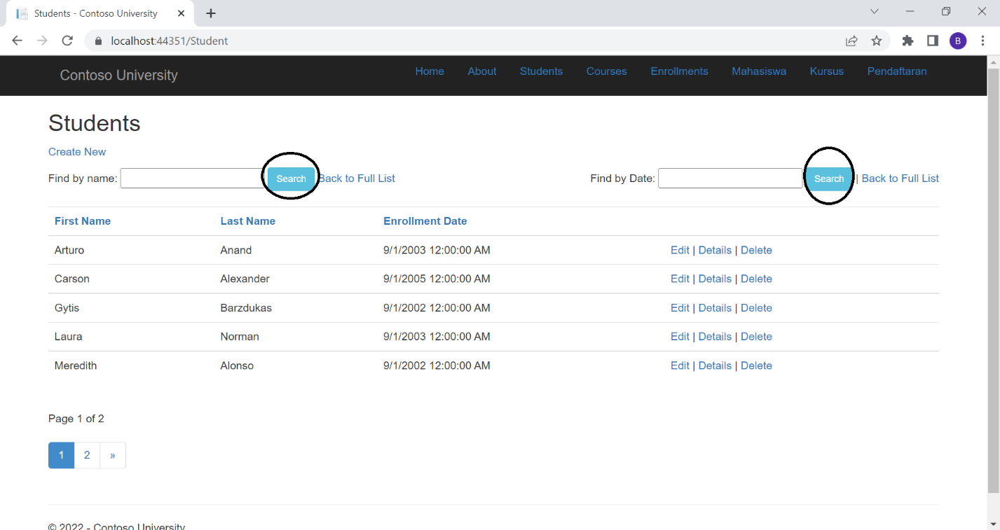 Students - Contoso University
localhost:44351/Student
B
Contoso University Home About Students Courses Enrollments Mahasiswa Kursus Pendaftaran
Students
Create New
Find by name: Search Back to Full List Find by Date: Search | Back to Full List
First Name Last Name Enrollment Date
Arturo Anand 9/1/2003 12:00:00 AM Edit | Details | Delete
Carson Alexander 9/1/2005 12:00:00 AM Edit | Details | Delete
Gytis Barzdukas 9/1/2002 12:00:00 AM Edit | Details | Delete
Laura Norman 9/1/2003 12:00:00 AM Edit | Details | Delete
Meredith Alonso 9/1/2002 12:00:00 AM Edit | Details | Delete
Page 1 of 2
1 2 »
© 2022 - Contoso University